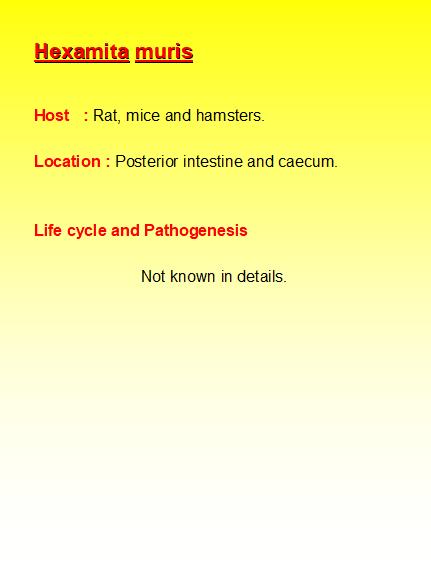 Hexamita muris
Host : Rat, mice and hamsters.
Location : Posterior intestine and caecum.
Life cycle and Pathogenesis
Not known in details.